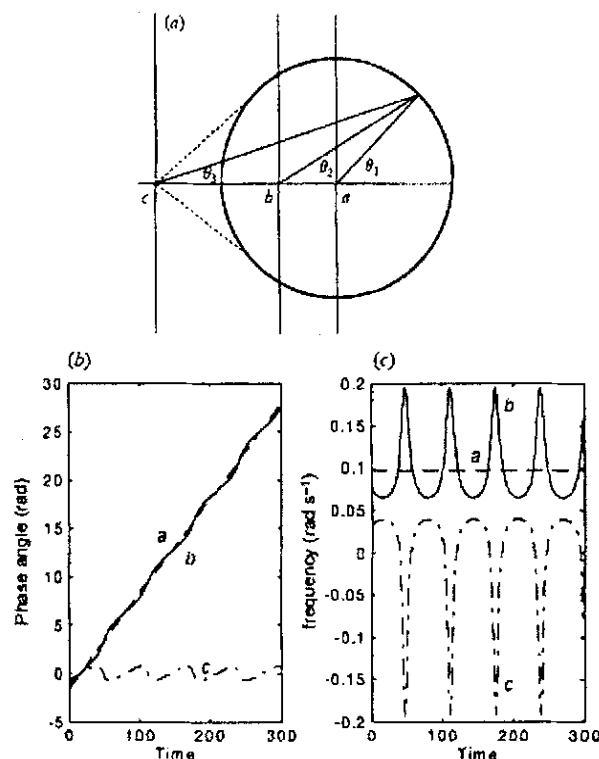 (a)
θ3
θ2
θ1
c
b
a
(b)
30
25
20
15
10
5
0
-5
Phase angle (rad)
a
b
c
0
100
200
300
Time
(c)
0.2
0.15
0.1
0.05
0
-0.05
-0.1
-0.15
-0.2
frequency (rad s⁻¹)
b
a
c
0
100
200
300
Time